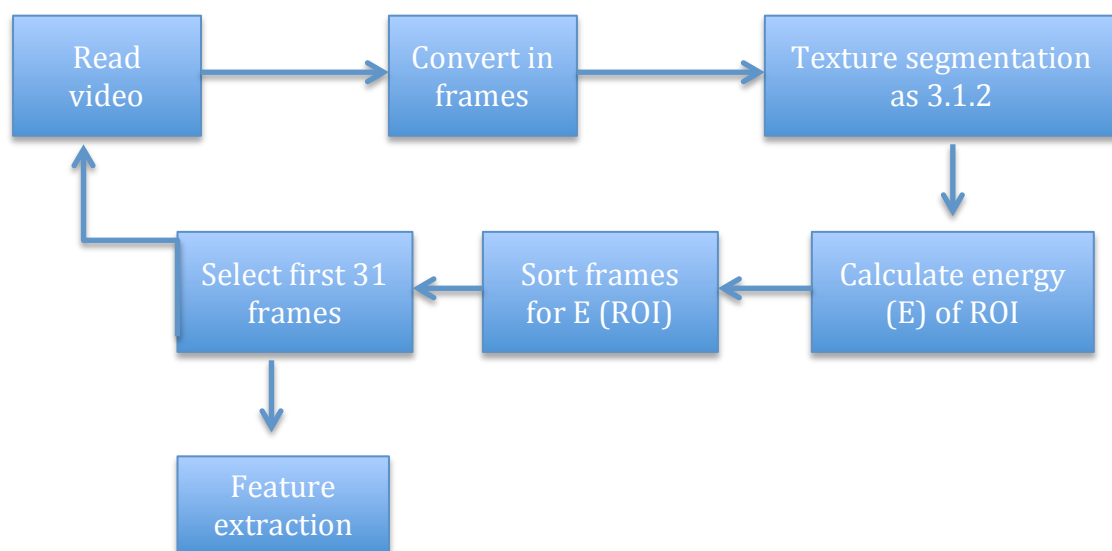 Read
video
Convert in
frames
Texture segmentation
as 3.1.2
Calculate energy
(E) of ROI
Sort frames
for E (ROI)
Select first 31
frames
Feature
extraction